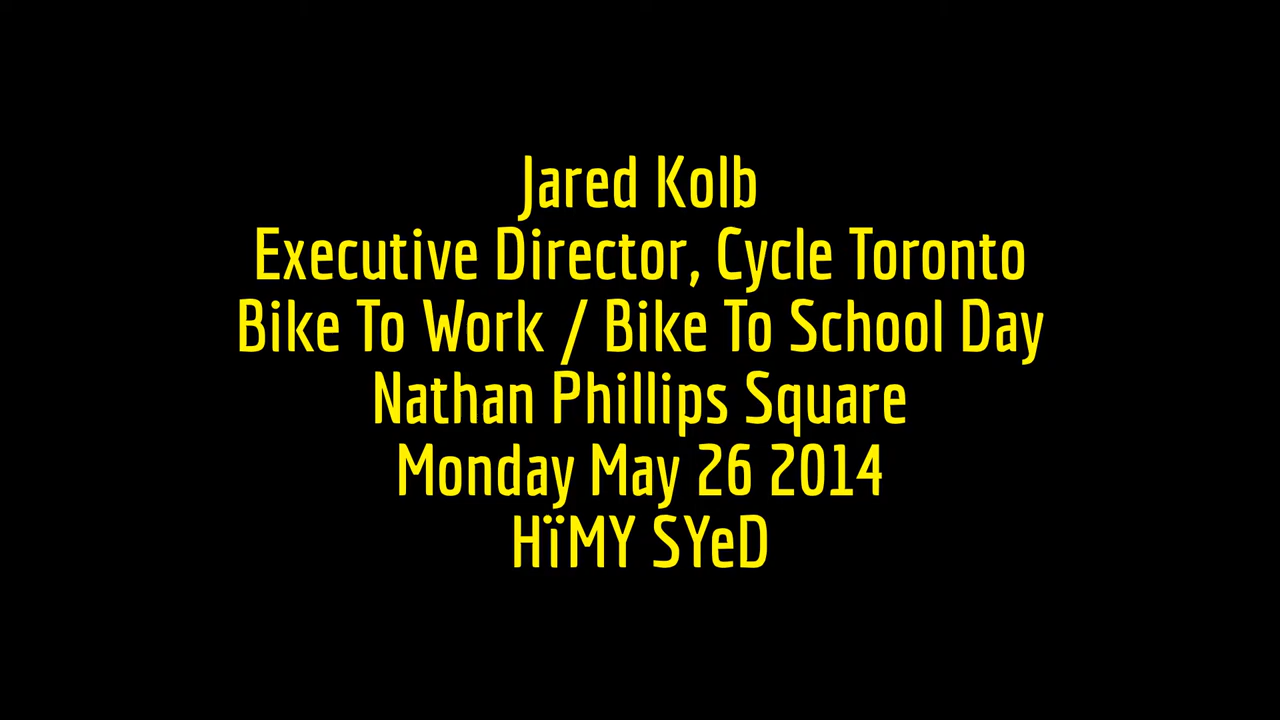 Jared Kolb
Executive Director, Cycle Toronto
Bike To Work / Bike To School Day
Nathan Phillips Square
Monday May 26 2014
HïMY SYeD